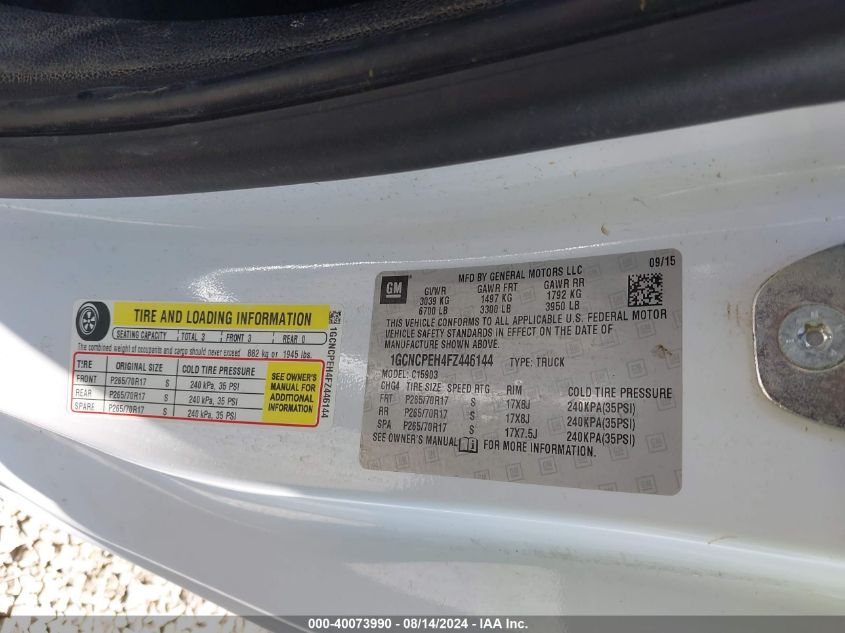 TIRE AND LOADING INFORMATION
SEATING CAPACITY TOTAL 3 FRONT 3 REAR 0
The combined weight of occupants and cargo should never exceed 882 kg or 1945 lbs.
TIRE ORIGINAL SIZE COLD TIRE PRESSURE
FRONT P265/70R17 S 240 kPa, 35 PSI
REAR P265/70R17 S 240 kPa, 35 PSI
SPARE P265/70R17 S 240 kPa, 35 PSI
SEE OWNER'S
MANUAL FOR
ADDITIONAL
INFORMATION
1GCNCPEH4FZ446144
GM
MFD BY GENERAL MOTORS LLC
09/15
GVWR GAWR FRT GAWR RR
3039 KG 1497 KG 1792 KG
6700 LB 3300 LB 3950 LB
THIS VEHICLE CONFORMS TO ALL APPLICABLE U.S. FEDERAL MOTOR
VEHICLE SAFETY STANDARDS IN EFFECT ON THE DATE OF
MANUFACTURE SHOWN ABOVE.
1GCNCPEH4FZ446144 TYPE: TRUCK
MODEL: C15903
CHG4 TIRE SIZE SPEED RTG RIM COLD TIRE PRESSURE
FRT P265/70R17 S 17X8J 240KPA(35PSI)
RR P265/70R17 S 17X8J 240KPA(35PSI)
SPA P265/70R17 S 17X7.5J 240KPA(35PSI)
SEE OWNER'S MANUAL FOR MORE INFORMATION.
000-40073990 - 08/14/2024 - IAA Inc.